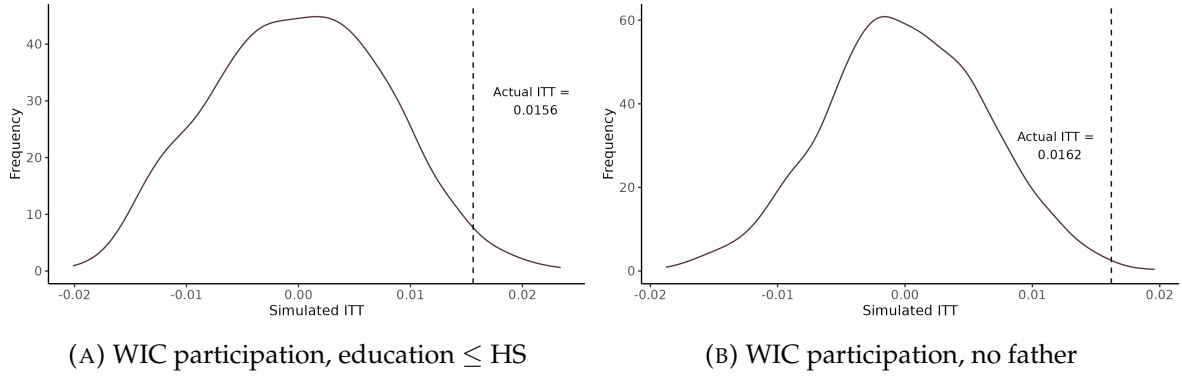 Frequency
40
30
20
10
0
Actual ITT =
0.0156
-0.02
-0.01
0.00
0.01
0.02
Simulated ITT
(A) WIC participation, education ≤ HS
Frequency
60
40
20
0
Actual ITT =
0.0162
-0.02
-0.01
0.00
0.01
0.02
Simulated ITT
(B) WIC participation, no father